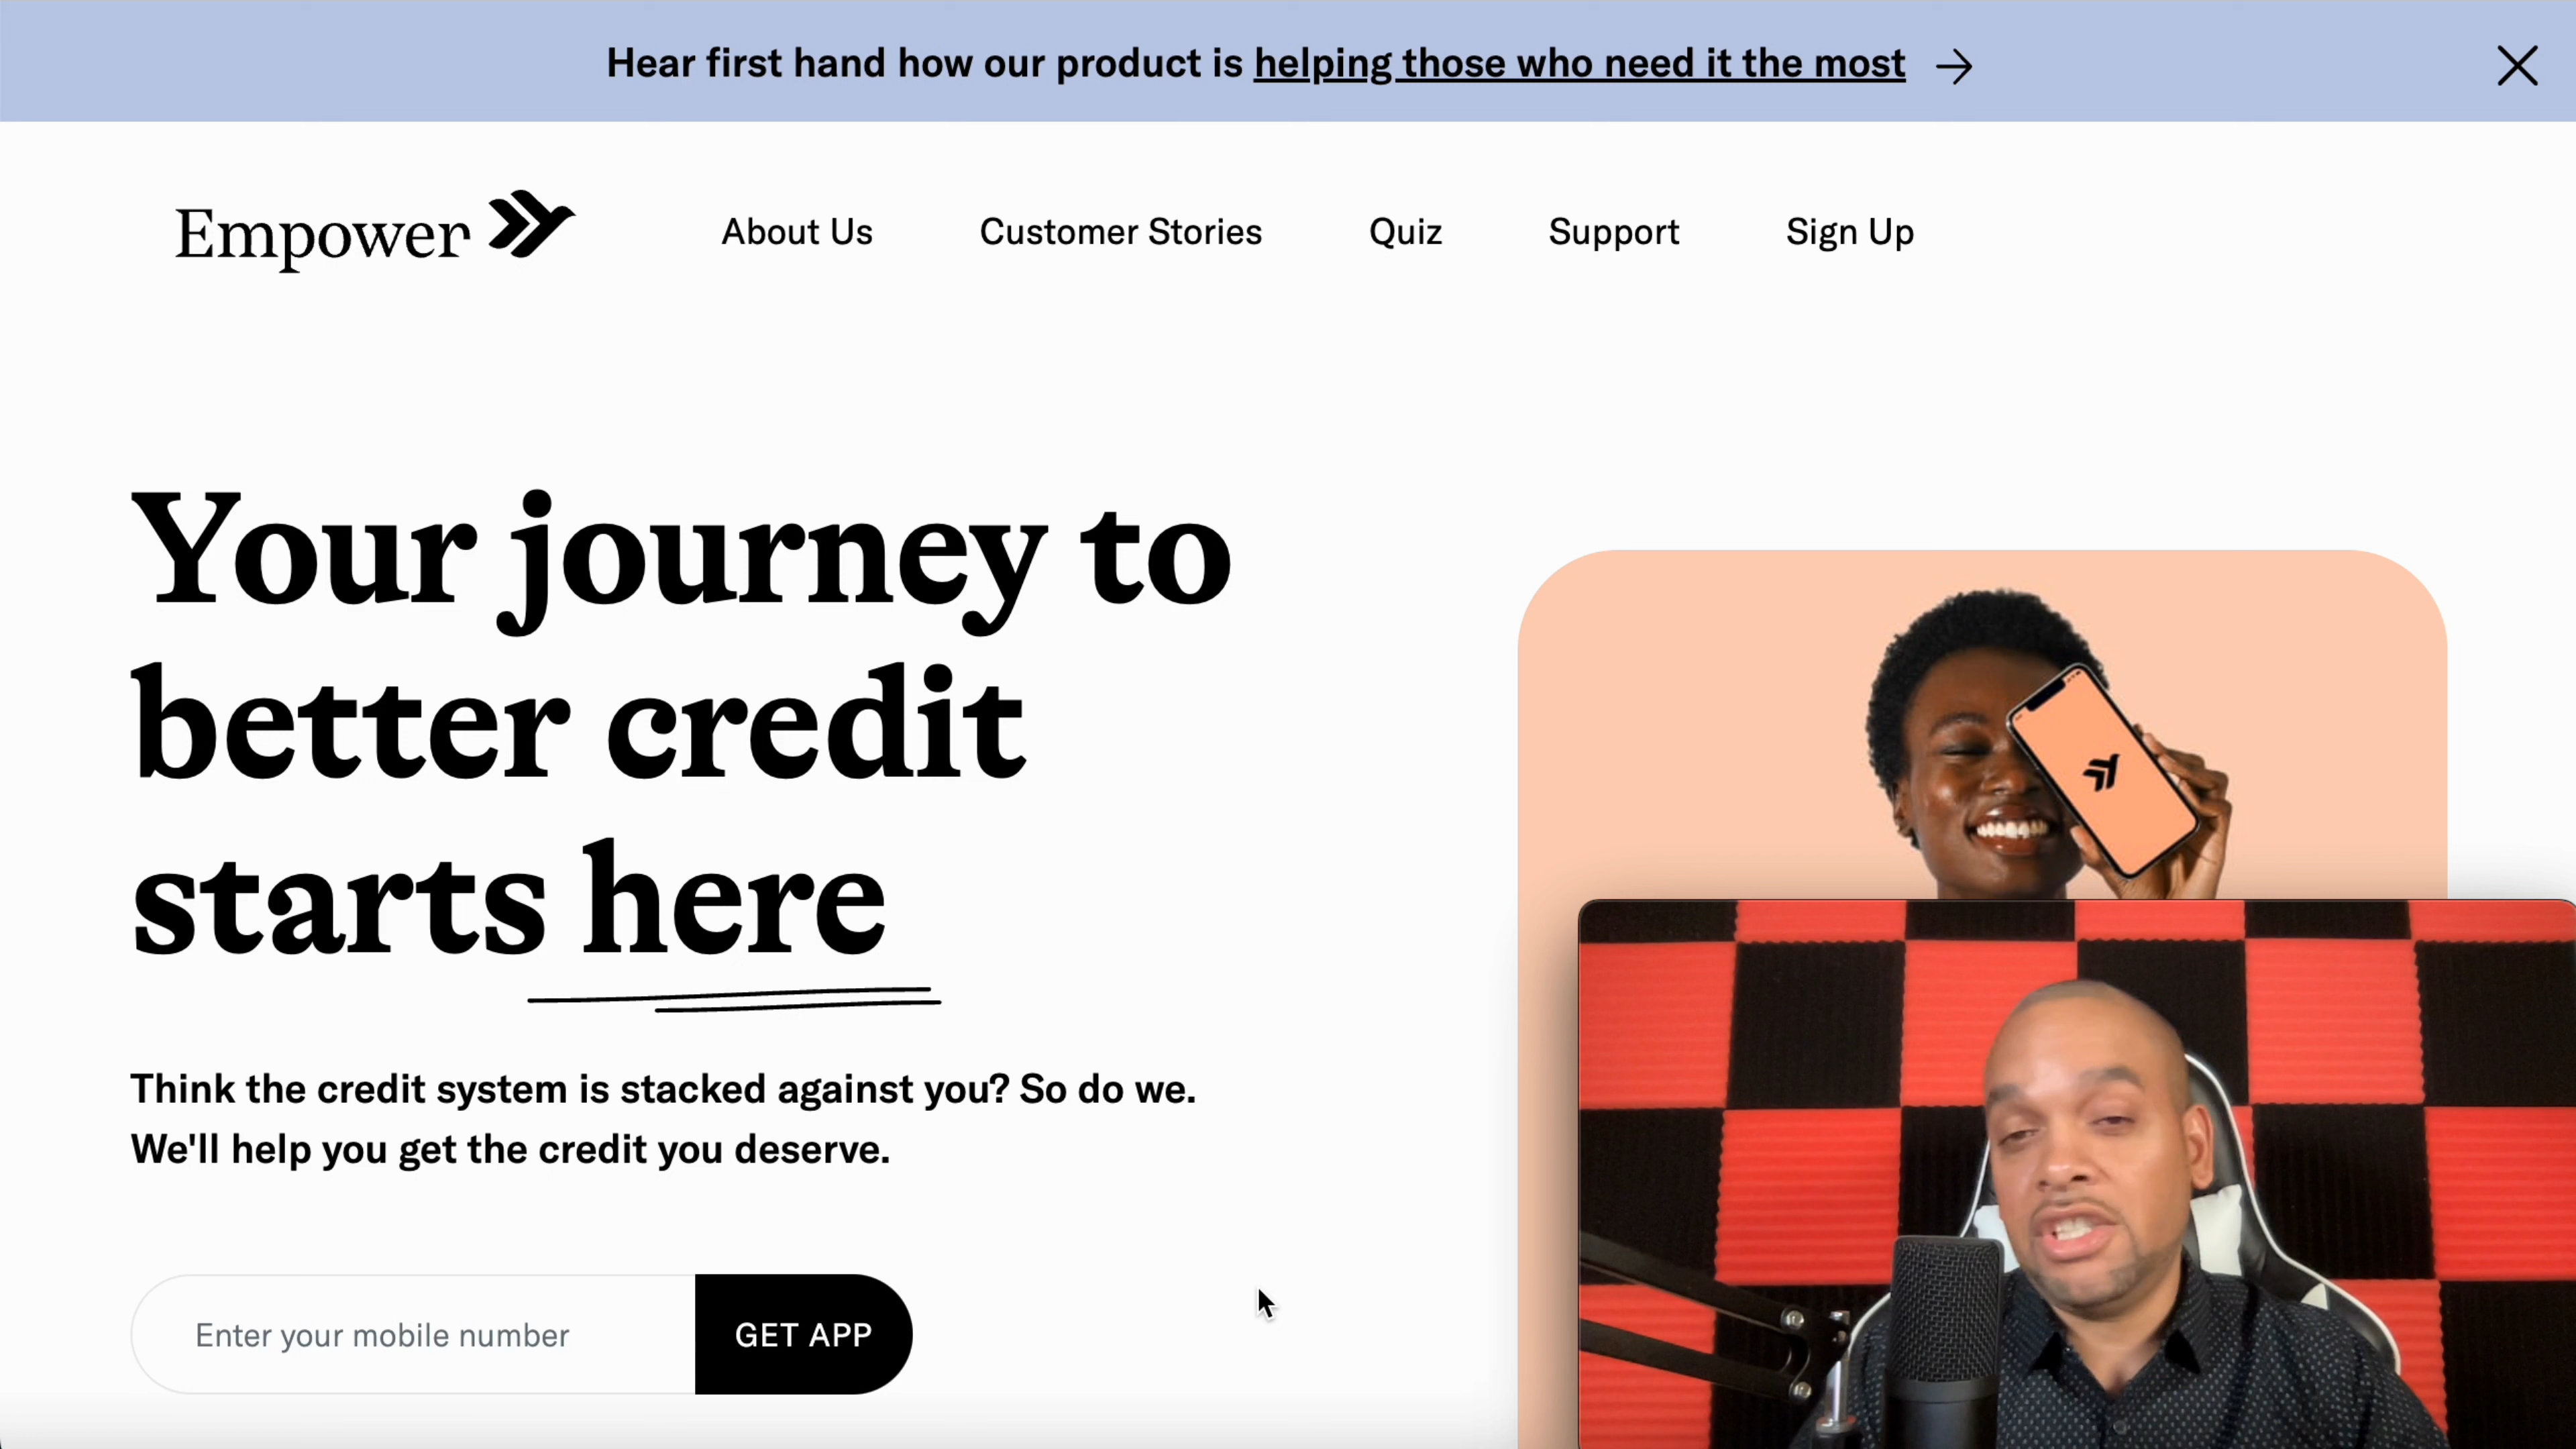 Hear first hand how our product is helping those who need it the most
Empower
About Us
Customer Stories
Quiz
Support
Sign Up
Your journey to
better credit
starts here
Think the credit system is stacked against you? So do we.
We'll help you get the credit you deserve.
Enter your mobile number
GET APP